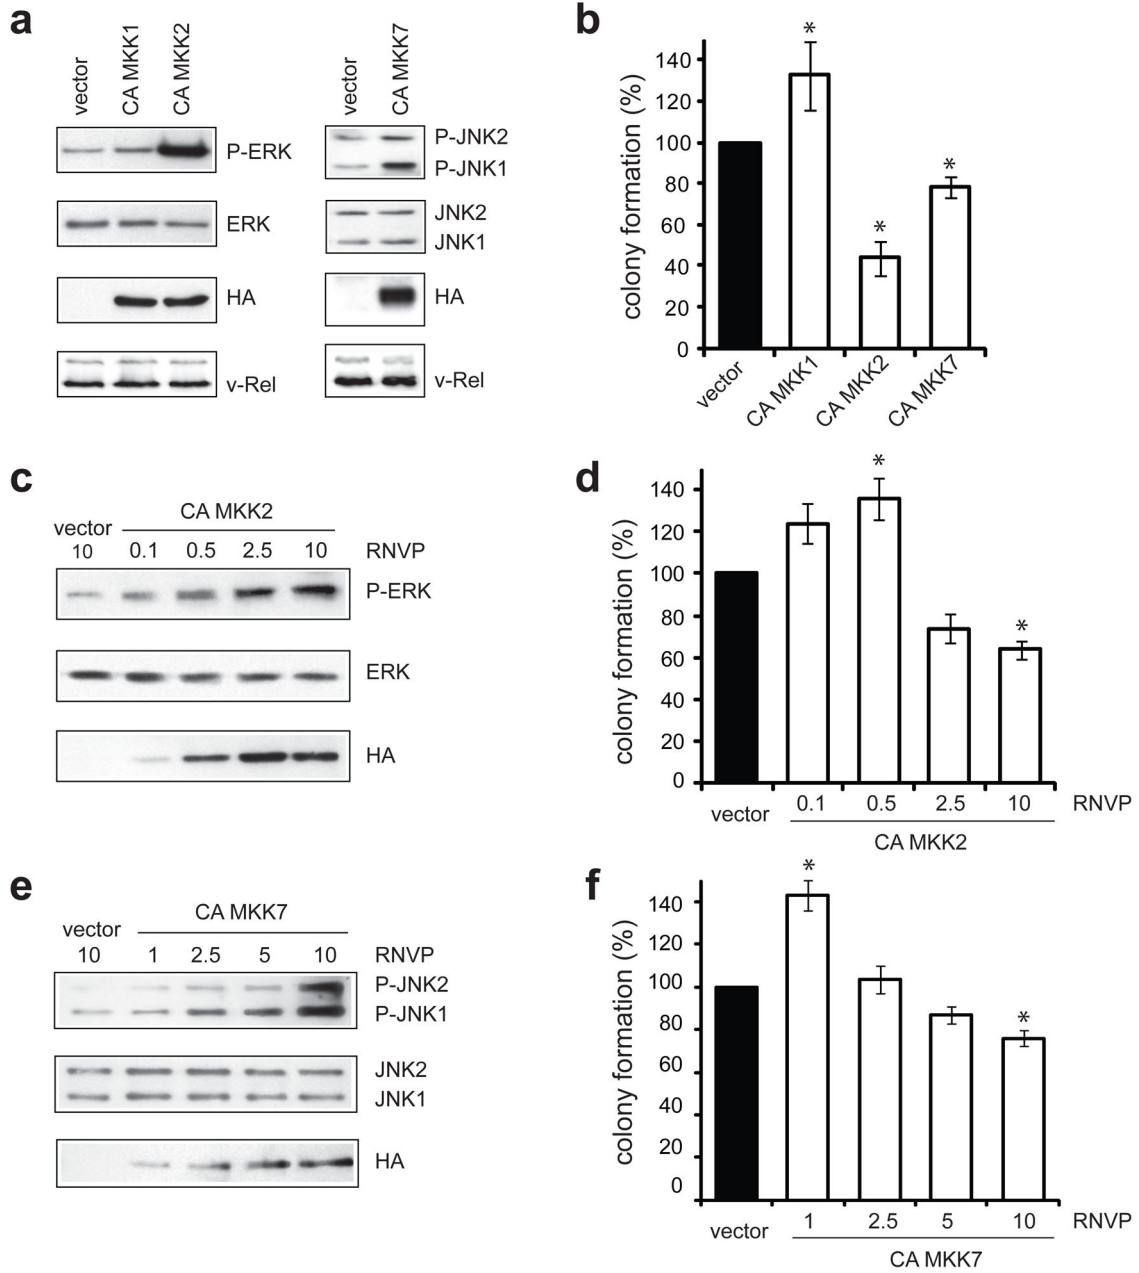 a
vector
CA MKK1
CA MKK2
P-ERK
ERK
HA
v-Rel
vector
CA MKK7
P-JNK2
P-JNK1
JNK2
JNK1
HA
v-Rel
b
colony formation (%)
140
120
100
80
60
40
20
0
*
*
*
vector
CA MKK1
CA MKK2
CA MKK7
c
CA MKK2
vector
10 0.1 0.5 2.5 10 RNVP
P-ERK
ERK
HA
d
colony formation (%)
140
120
100
80
60
40
20
0
*
*
vector
0.1 0.5 2.5 10 RNVP
CA MKK2
e
CA MKK7
vector
10 1 2.5 5 10 RNVP
P-JNK2
P-JNK1
JNK2
JNK1
HA
f
colony formation (%)
140
120
100
80
60
40
20
0
*
*
vector
1 2.5 5 10 RNVP
CA MKK7